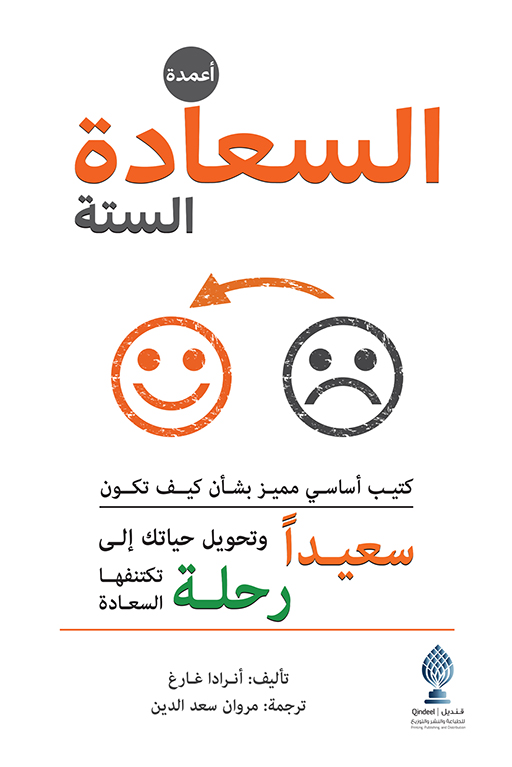 أعمدة
السعادة
الستة
كتيب أساسي مميز بشأن كيف تكون
سعيداً وتحويل حياتك إلى
رحلة تكتنفها
السعادة
تأليف: أنرادا غارغ
ترجمة: مروان سعد الدين
Qindeel | قنديل
للطباعة والنشر والتوزيع
Printing, Publishing and Distribution